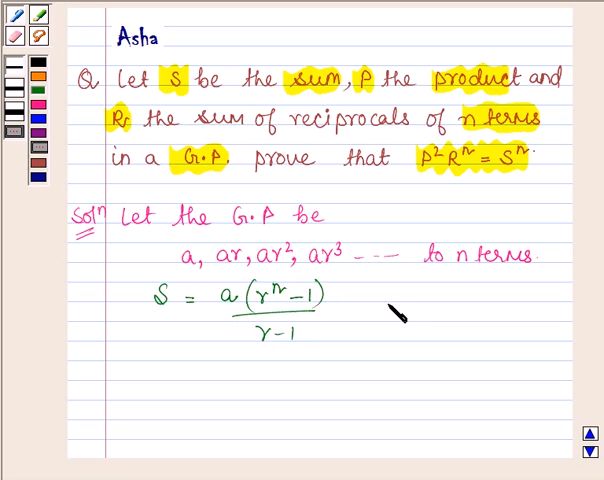 Asha
Q Let S be the sum, P the product and
R the sum of reciprocals of n terms
in a G.P. prove that P²Rⁿ = Sⁿ.
Solⁿ Let the G.P be
a, ar, ar², ar³ ---- to n terms.
S = a(rⁿ-1)
r-1